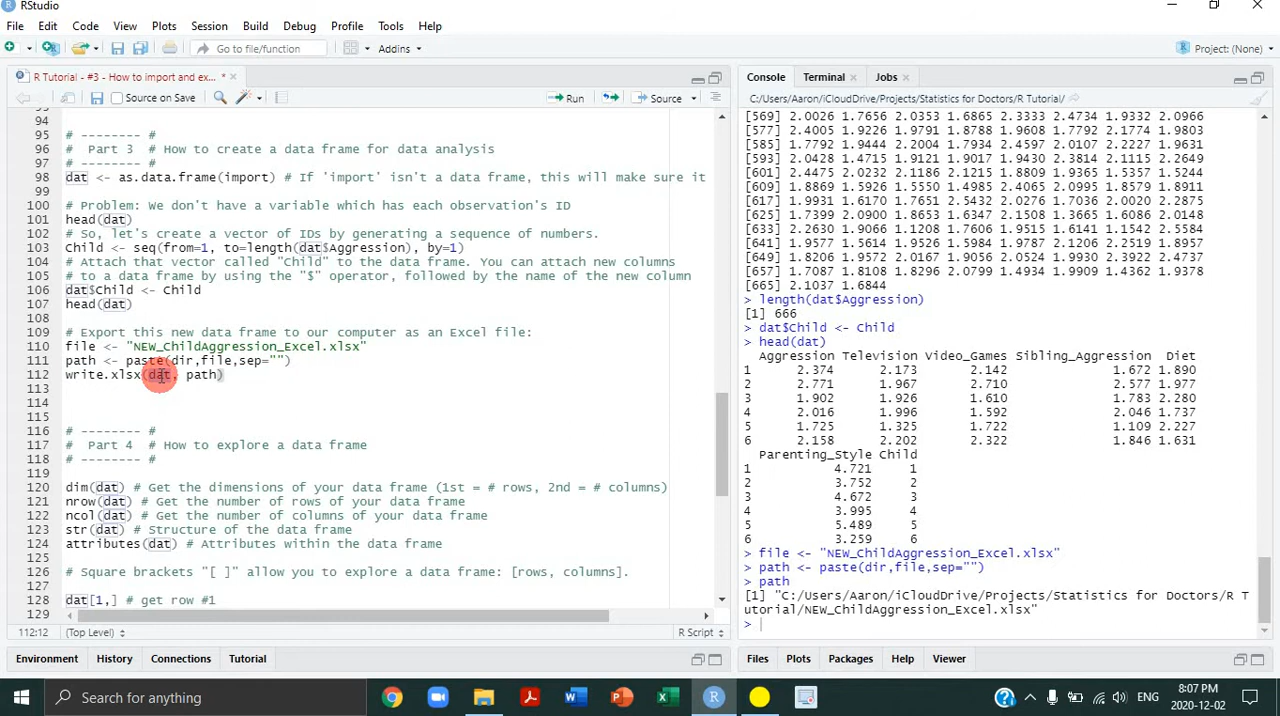 RStudio
File Edit Code View Plots Session Build Debug Profile Tools Help
Go to file/function Addins Project: (None)
R Tutorial - #3 - How to import and ex... *
Source on Save Run Source
94
95 # -------- #
96 # Part 3 # How to create a data frame for data analysis
97 # -------- #
98 dat <- as.data.frame(import) # If 'import' isn't a data frame, this will make sure it
99
100 # Problem: We don't have a variable which has each observation's ID
101 head(dat)
102 # So, let's create a vector of IDs by generating a sequence of numbers.
103 Child <- seq(from=1, to=length(dat$Aggression), by=1)
104 # Attach that vector called "Child" to the data frame. You can attach new columns
105 # to a data frame by using the "$" operator, followed by the name of the new column
106 dat$Child <- Child
107 head(dat)
108
109 # Export this new data frame to our computer as an Excel file:
110 file <- "NEW_ChildAggression_Excel.xlsx"
111 path <- paste(dir,file,sep="")
112 write.xlsx(dat, path)
113
114
115
116 # -------- #
117 # Part 4 # How to explore a data frame
118 # -------- #
119
120 dim(dat) # Get the dimensions of your data frame (1st = # rows, 2nd = # columns)
121 nrow(dat) # Get the number of rows of your data frame
122 ncol(dat) # Get the number of columns of your data frame
123 str(dat) # Structure of the data frame
124 attributes(dat) # Attributes within the data frame
125
126 # Square brackets "[ ]" allow you to explore a data frame: [rows, columns].
127
128 dat[1,] # get row #1
129
112:12 (Top Level) R Script
Environment History Connections Tutorial
Console Terminal Jobs
C:/Users/Aaron/iCloudDrive/Projects/Statistics for Doctors/R Tutorial/
[569] 2.0026 1.7656 2.0353 1.6865 2.3333 2.4734 1.9332 2.0966
[577] 2.4005 1.9226 1.9791 1.8788 1.9608 1.7792 2.1774 1.9803
[585] 1.7792 1.9444 2.2004 1.7934 2.4597 2.0107 2.2227 1.9631
[593] 2.0428 1.4715 1.9121 1.9017 1.9430 2.3814 2.1115 2.2649
[601] 2.4475 2.0232 2.1186 2.1215 1.8809 1.9365 1.5357 1.5244
[609] 1.8869 1.5926 1.5550 1.4985 2.4065 2.0995 1.8579 1.8911
[617] 1.9931 2.0160 1.7651 2.5432 2.0276 1.7036 2.0020 2.2875
[625] 1.7399 2.0900 1.8653 1.6347 2.1508 1.3665 1.6086 2.0148
[633] 2.2630 1.9066 1.1208 1.7606 1.9515 1.6141 1.1542 2.5584
[641] 1.9577 1.5614 1.9526 1.5984 1.9787 2.1206 2.2519 1.8957
[649] 1.8206 1.9572 2.0167 1.9056 2.0524 1.9930 2.3922 2.4737
[657] 1.7087 1.8108 1.8296 2.0799 1.4934 1.9909 1.4362 1.9378
[665] 2.1037 1.6844
> length(dat$Aggression)
[1] 666
> dat$Child <- Child
> head(dat)
Aggression Television Video_Games Sibling_Aggression Diet
1 2.374 2.173 2.142 1.672 1.890
2 2.771 1.967 2.710 2.577 1.977
3 1.902 1.926 1.610 1.783 2.280
4 2.016 1.996 1.592 2.046 1.737
5 1.725 1.325 1.722 1.109 2.227
6 2.158 2.202 2.322 1.846 1.631
Parenting_Style Child
1 4.721 1
2 3.752 2
3 4.672 3
4 3.995 4
5 5.489 5
6 3.259 6
> file <- "NEW_ChildAggression_Excel.xlsx"
> path <- paste(dir,file,sep="")
> path
[1] "C:/Users/Aaron/iCloudDrive/Projects/Statistics for Doctors/R T
utorial/NEW_ChildAggression_Excel.xlsx"
>
Files Plots Packages Help Viewer
Search for anything
ENG
8:07 PM
2020-12-02